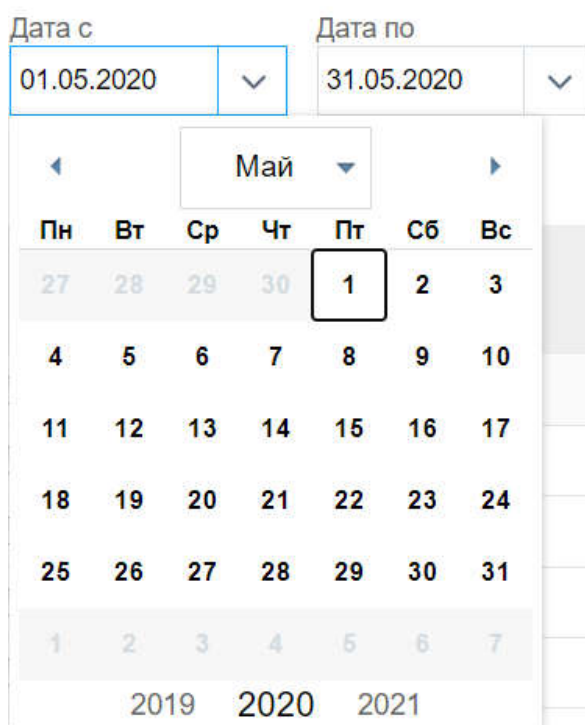 Дата с Дата по
01.05.2020 31.05.2020
Май
Пн Вт Ср Чт Пт Сб Вс
27 28 29 30 1 2 3
4 5 6 7 8 9 10
11 12 13 14 15 16 17
18 19 20 21 22 23 24
25 26 27 28 29 30 31
1 2 3 4 5 6 7
2019 2020 2021